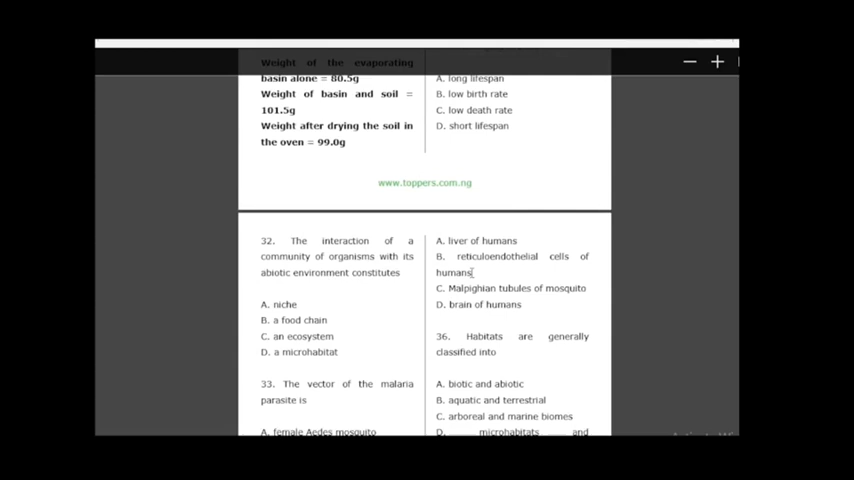 Weight of the evaporating
basin alone = 80.5g
Weight of basin and soil =
101.5g
Weight after drying the soil in
the oven = 99.0g
A. long lifespan
B. low birth rate
C. low death rate
D. short lifespan
www.toppers.com.ng
32. The interaction of a
community of organisms with its
abiotic environment constitutes
A. niche
B. a food chain
C. an ecosystem
D. a microhabitat
33. The vector of the malaria
parasite is
A. female Aedes mosquito
A. liver of humans
B. reticuloendothelial cells of
humans
C. Malpighian tubules of mosquito
D. brain of humans
36. Habitats are generally
classified into
A. biotic and abiotic
B. aquatic and terrestrial
C. arboreal and marine biomes
D. microhabitats and